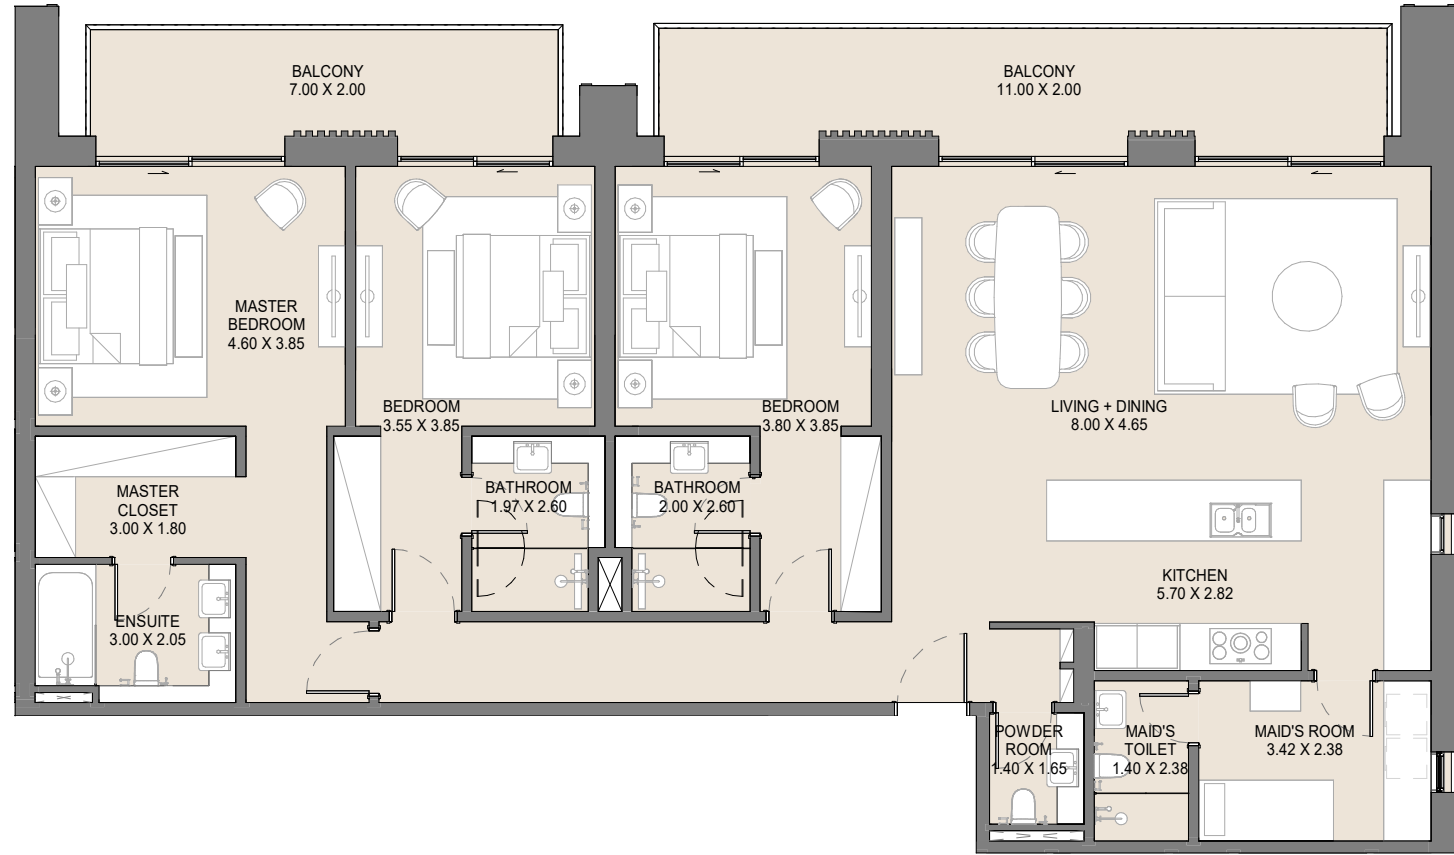 BALCONY
7.00 X 2.00
BALCONY
11.00 X 2.00
MASTER
BEDROOM
4.60 X 3.85
BEDROOM
3.55 X 3.85
BEDROOM
3.80 X 3.85
LIVING + DINING
8.00 X 4.65
MASTER
CLOSET
3.00 X 1.80
BATHROOM
1.97 X 2.60
BATHROOM
2.00 X 2.60
KITCHEN
5.70 X 2.82
ENSUITE
3.00 X 2.05
POWDER
ROOM
1.40 X 1.65
MAID'S
TOILET
1.40 X 2.38
MAID'S ROOM
3.42 X 2.38